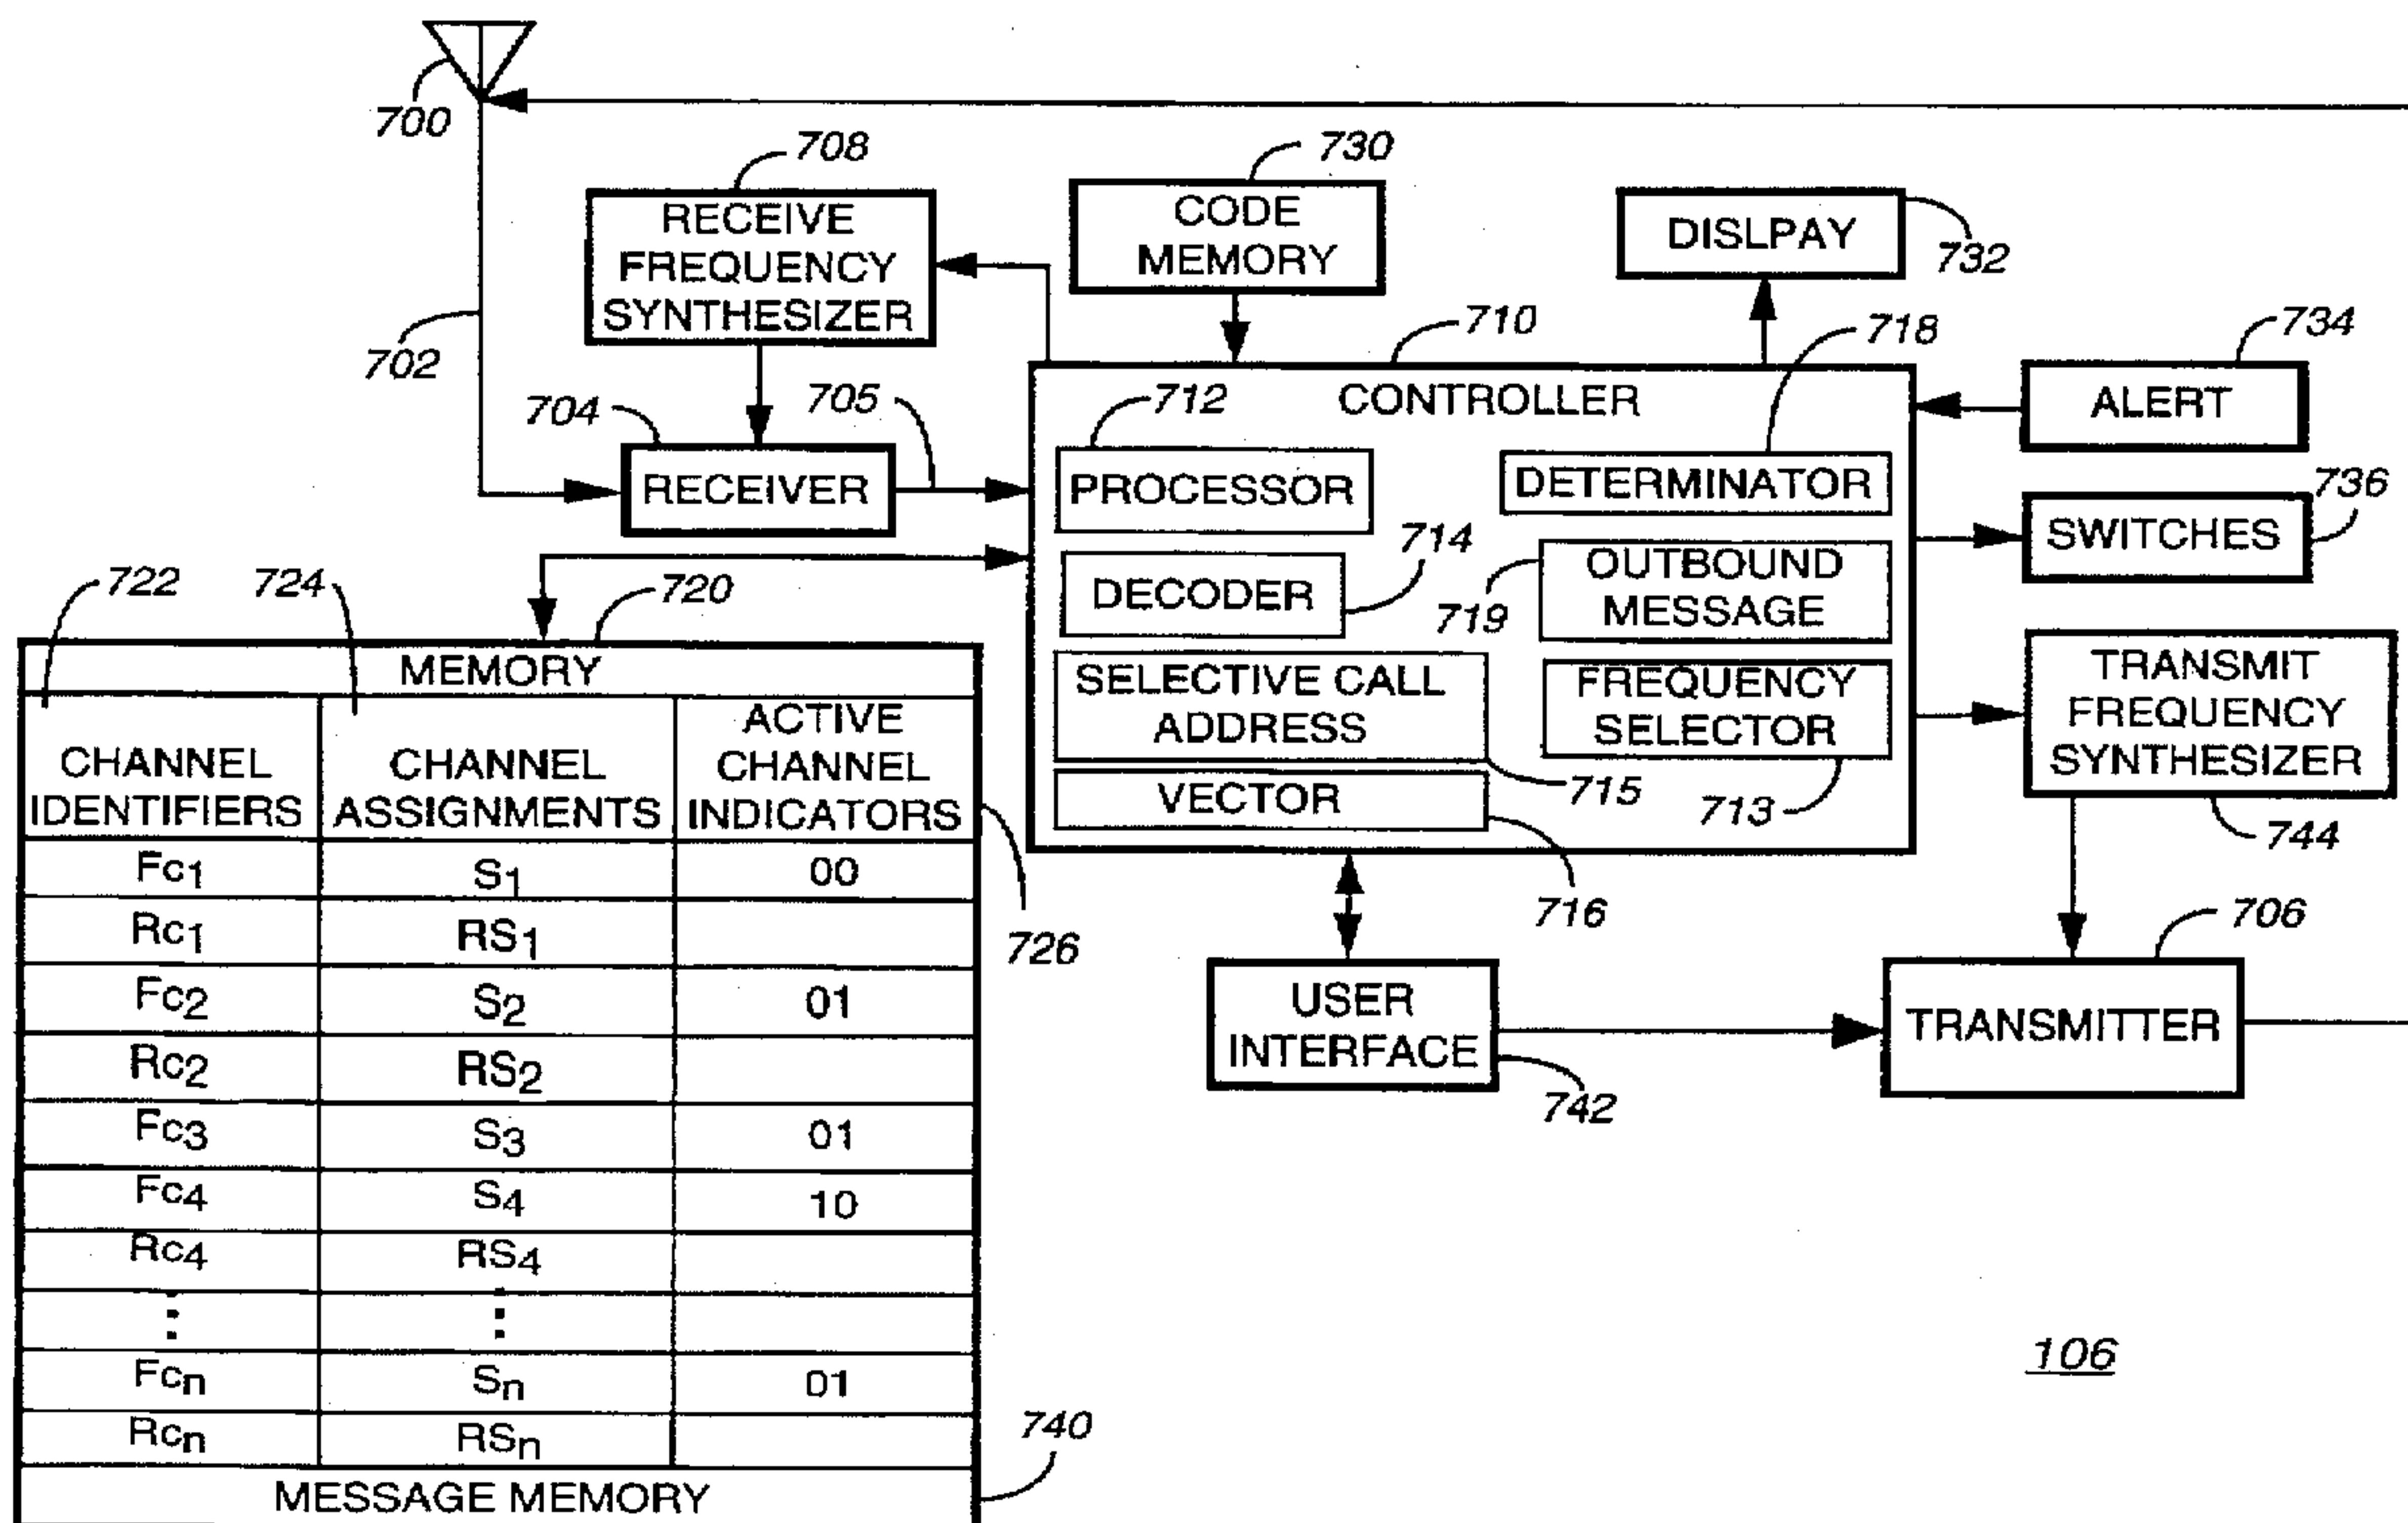 700
702
708
RECEIVE
FREQUENCY
SYNTHESIZER
730
CODE
MEMORY
DISLPAY
732
704
RECEIVER
705
710
CONTROLLER
712
PROCESSOR
718
DETERMINATOR
714
DECODER
719
OUTBOUND
MESSAGE
SELECTIVE CALL
ADDRESS
715
FREQUENCY
SELECTOR
713
VECTOR
716
734
ALERT
736
SWITCHES
TRANSMIT
FREQUENCY
SYNTHESIZER
744
706
TRANSMITTER
USER
INTERFACE
742
722
724
720
MEMORY
CHANNEL
IDENTIFIERS
CHANNEL
ASSIGNMENTS
ACTIVE
CHANNEL
INDICATORS
726
Fc1 S1 00
Rc1 RS1
Fc2 S2 01
Rc2 RS2
Fc3 S3 01
Fc4 S4 10
Rc4 RS4
⋮ ⋮
Fcn Sn 01
Rcn RSn
MESSAGE MEMORY
740
106